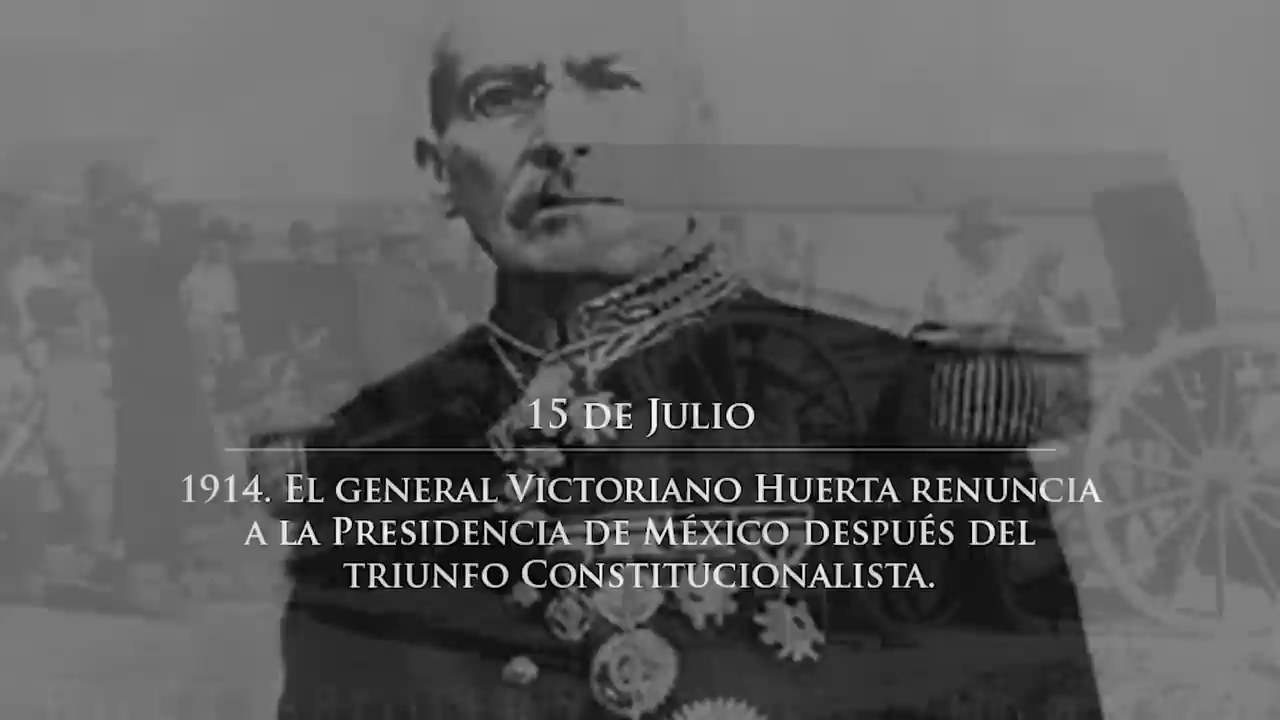 15 de Julio
1914. El general Victoriano Huerta renuncia
a la Presidencia de México después del
triunfo Constitucionalista.